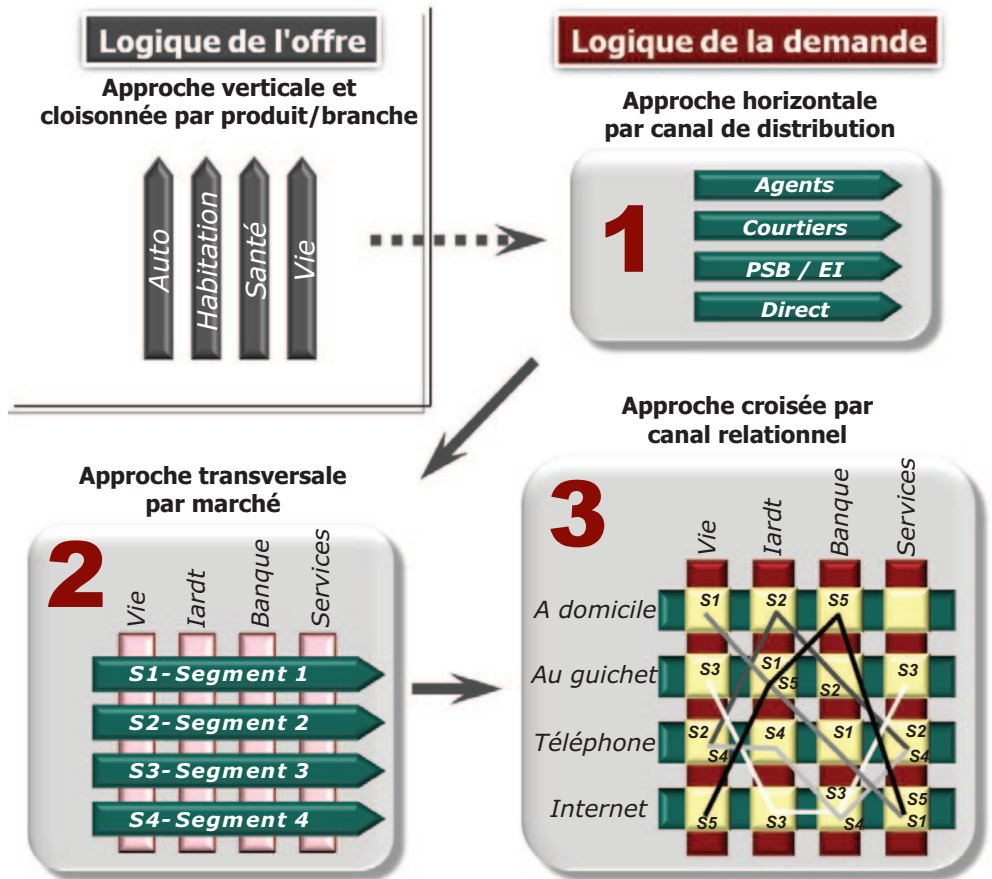 Logique de l'offre
Approche verticale et
cloisonnée par produit/branche
Auto
Habitation
Santé
Vie
Logique de la demande
Approche horizontale
par canal de distribution
1
Agents
Courtiers
PSB / EI
Direct
Approche transversale
par marché
2
Vie
Iardt
Banque
Services
S1-Segment 1
S2-Segment 2
S3-Segment 3
S4-Segment 4
Approche croisée par
canal relationnel
3
Vie
Iardt
Banque
Services
A domicile
S1 S2 S5
Au guichet
S3 S1 S5 S2 S3
Téléphone
S2 S4 S4 S1 S2 S4
Internet
S5 S3 S3 S4 S5 S1